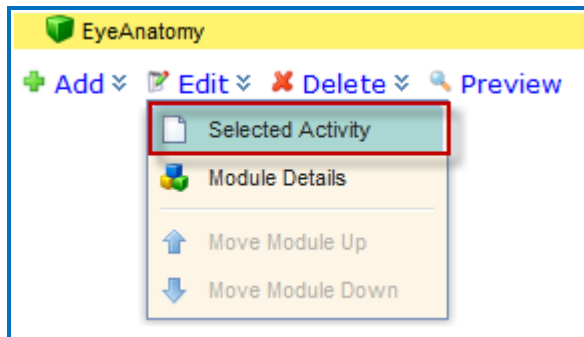 EyeAnatomy
Add Edit Delete Preview
Selected Activity
Module Details
Move Module Up
Move Module Down